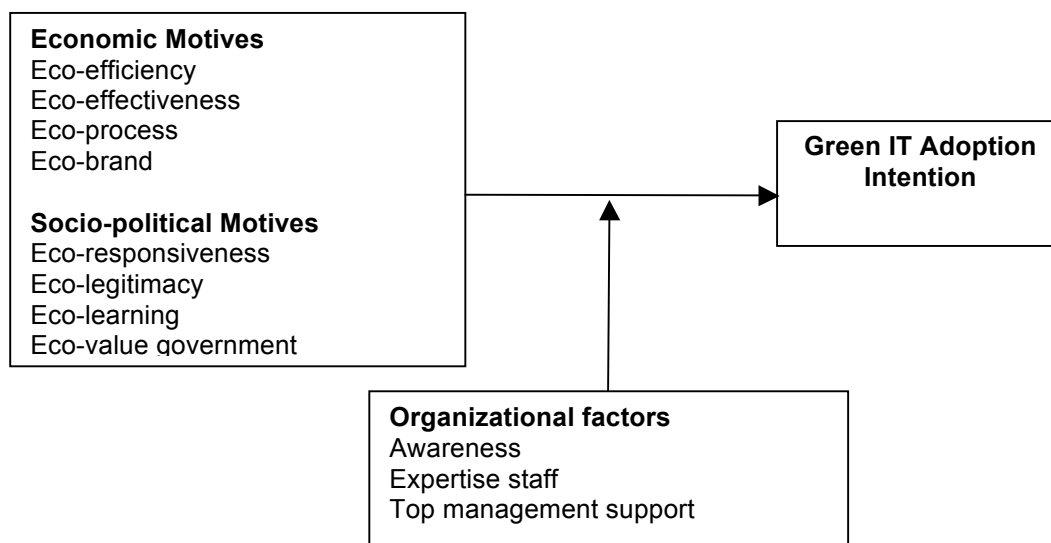 Economic Motives
Eco-efficiency
Eco-effectiveness
Eco-process
Eco-brand
Socio-political Motives
Eco-responsiveness
Eco-legitimacy
Eco-learning
Eco-value government
Green IT Adoption
Intention
Organizational factors
Awareness
Expertise staff
Top management support